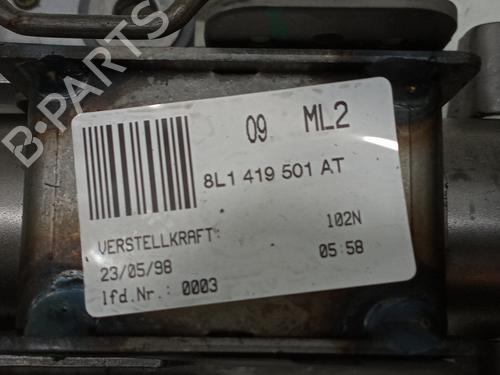 B-PARTS
09 ML2
8L1 419 501 AT
VERSTELLKRAFT: 102N
23/05/98 05:58
lfd.Nr.: 0003